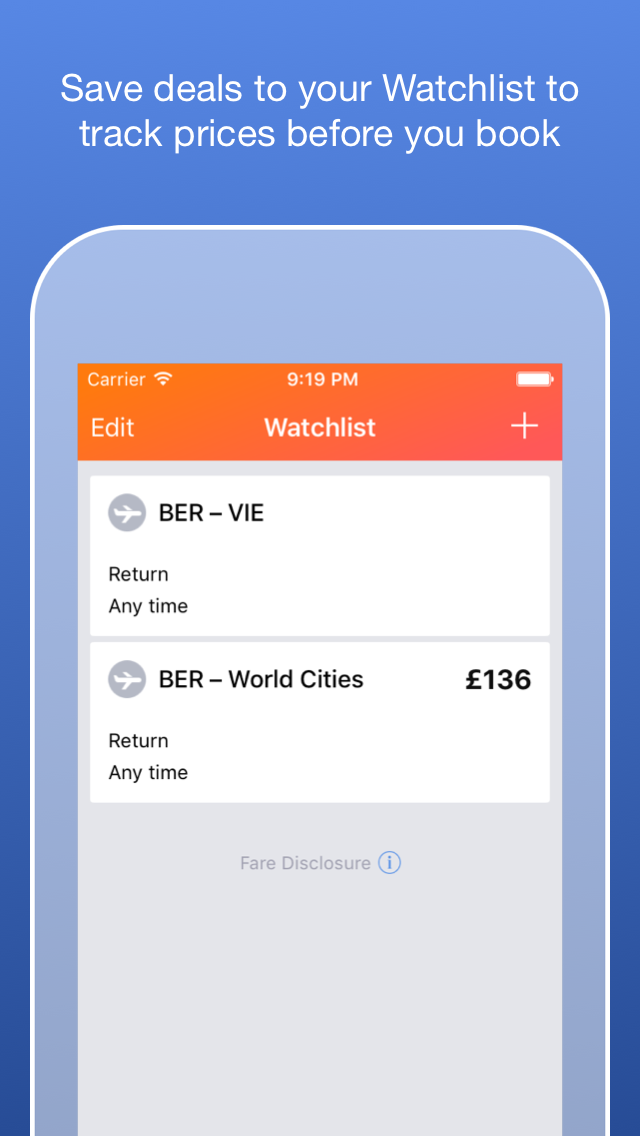 Save deals to your Watchlist to
track prices before you book
Carrier 9:19 PM
Edit Watchlist +
BER – VIE
Return
Any time
BER – World Cities £136
Return
Any time
Fare Disclosure i